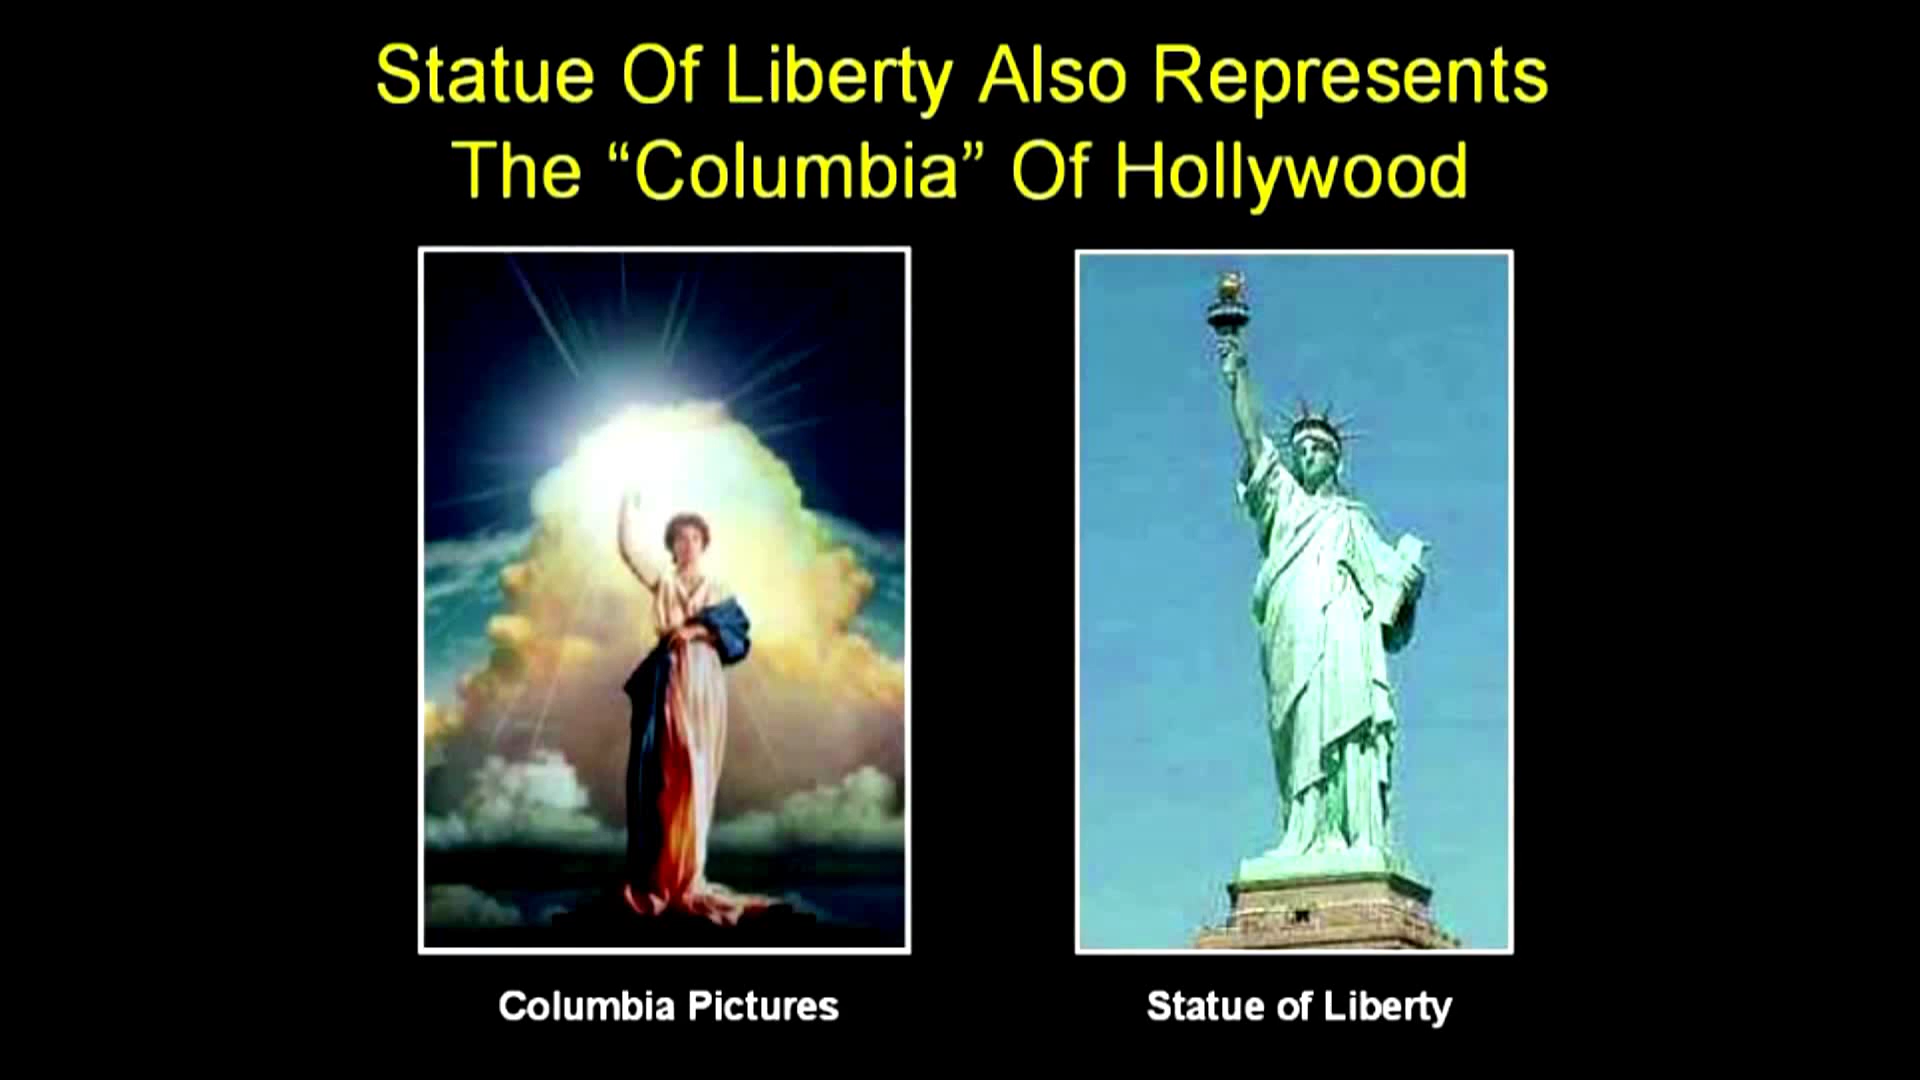 Statue Of Liberty Also Represents
The “Columbia” Of Hollywood
Columbia Pictures
Statue of Liberty